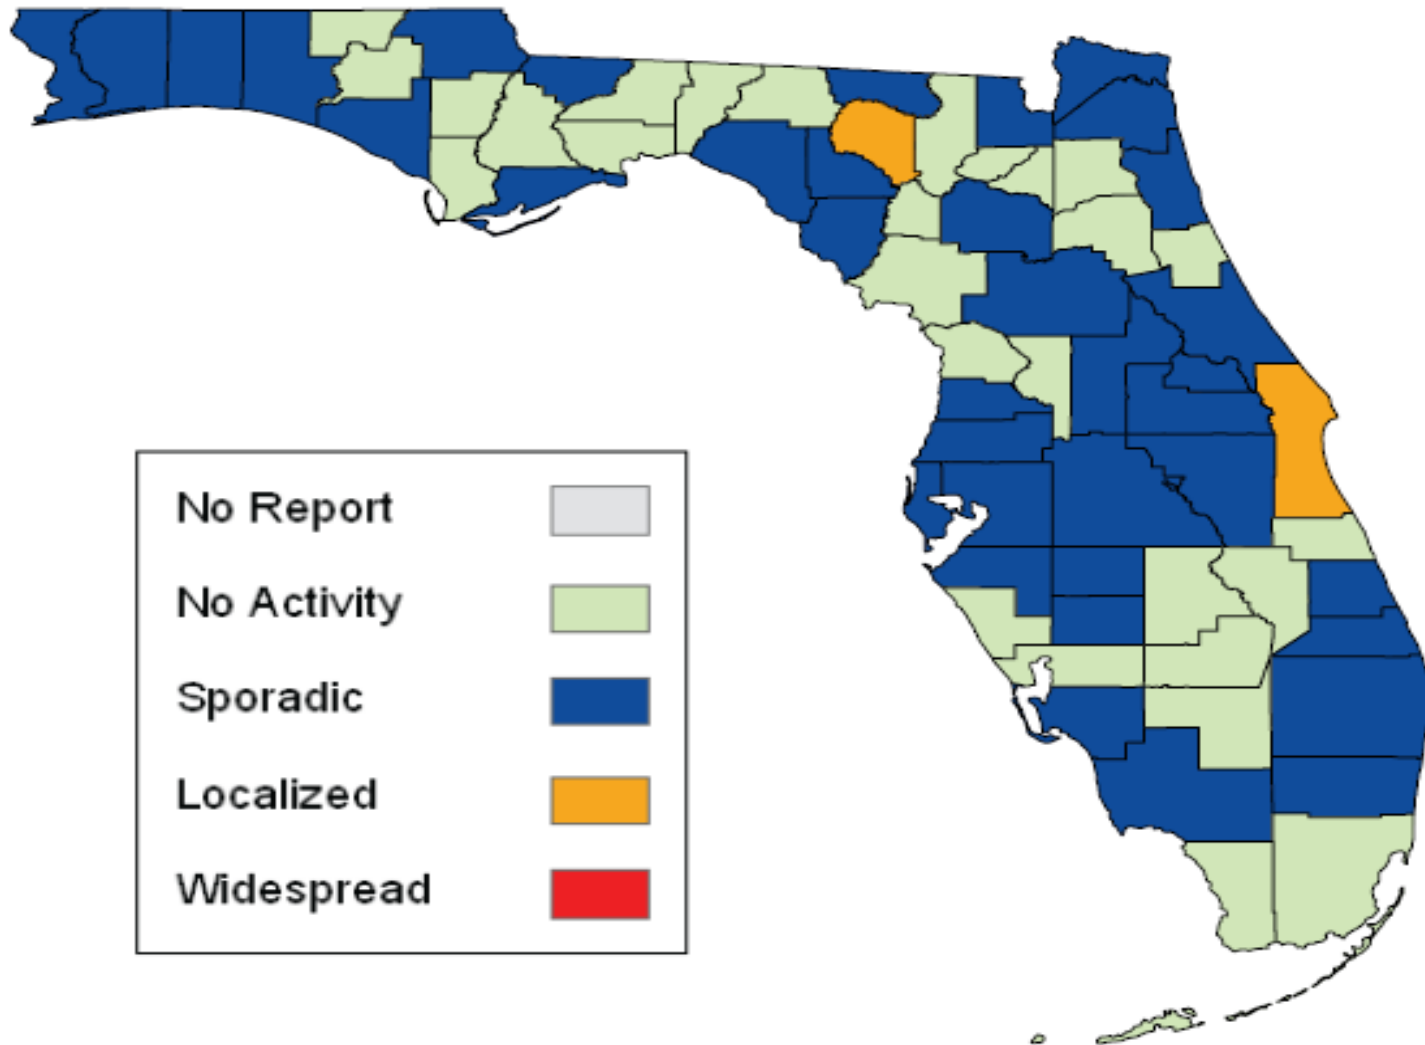 No Report
No Activity
Sporadic
Localized
Widespread